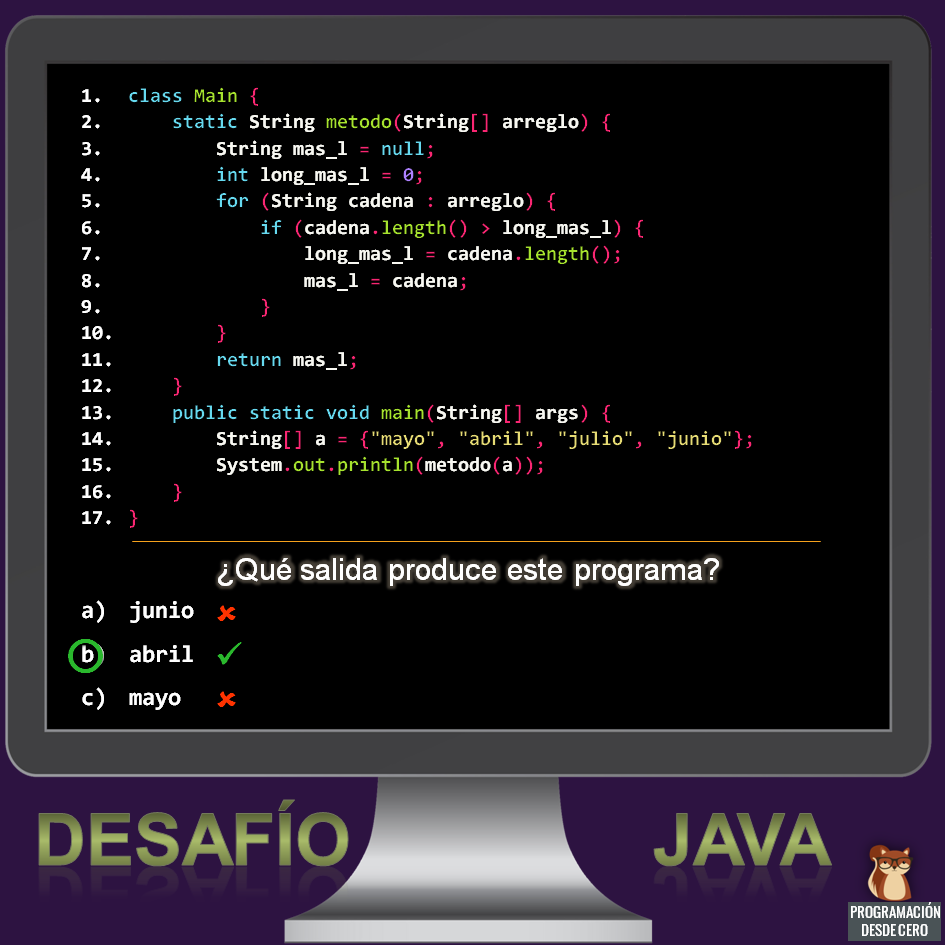 1. class Main {
2. static String metodo(String[] arreglo) {
3. String mas_l = null;
4. int long_mas_l = 0;
5. for (String cadena : arreglo) {
6. if (cadena.length() > long_mas_l) {
7. long_mas_l = cadena.length();
8. mas_l = cadena;
9. }
10. }
11. return mas_l;
12. }
13. public static void main(String[] args) {
14. String[] a = {"mayo", "abril", "julio", "junio"};
15. System.out.println(metodo(a));
16. }
17. }
¿Qué salida produce este programa?
a) junio ✘
b) abril ✓
c) mayo ✘
DESAFÍO JAVA
PROGRAMACIÓN
DESDE CERO